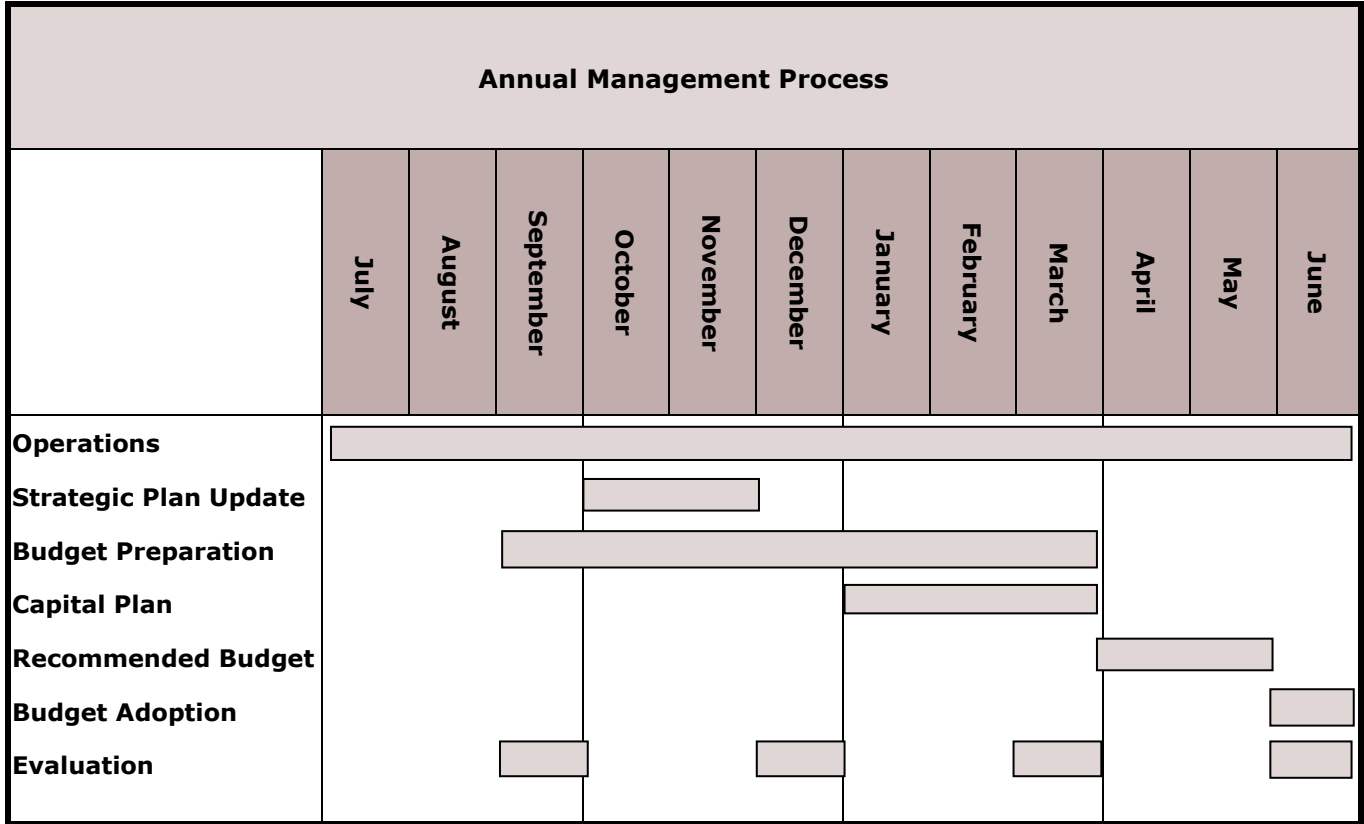 Annual Management Process
July
August
September
October
November
December
January
February
March
April
May
June
Operations
Strategic Plan Update
Budget Preparation
Capital Plan
Recommended Budget
Budget Adoption
Evaluation